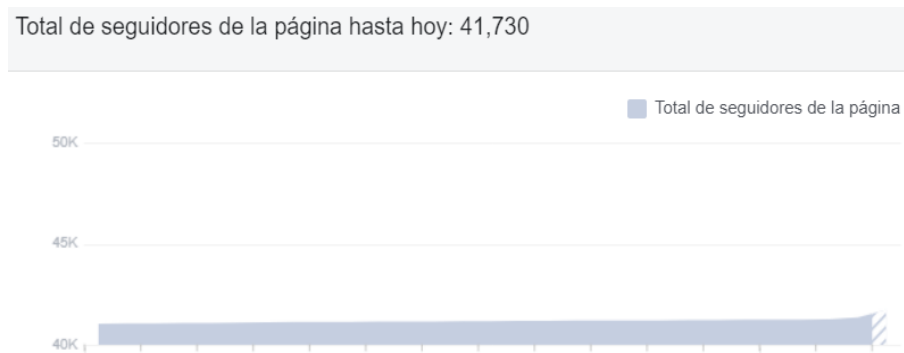 Total de seguidores de la página hasta hoy: 41,730
Total de seguidores de la página
50K
45K
40K